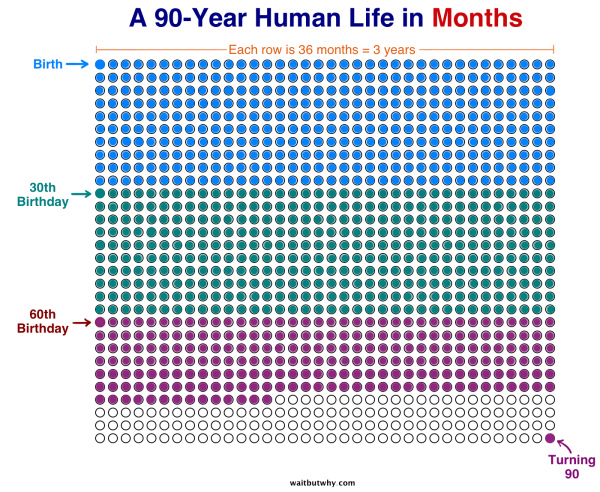 A 90-Year Human Life in Months
Each row is 36 months = 3 years
Birth
30th
Birthday
60th
Birthday
Turning
90
waitbutwhy.com